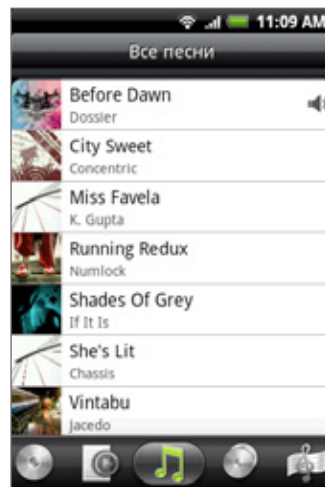 11:09 AM
Все песни
Before Dawn
Dossier
City Sweet
Concentric
Miss Favela
K. Gupta
Running Redux
Numlock
Shades Of Grey
If It Is
She's Lit
Chassis
Vintabu
Jacedo